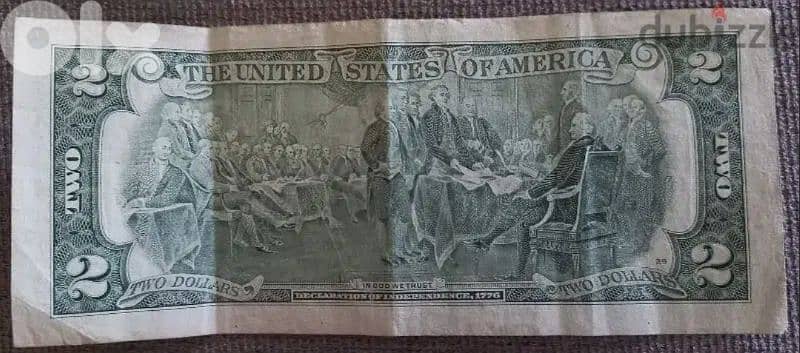 OLX
dubizzle
2 THE UNITED STATES OF AMERICA 2
TWO TWO
2 TWO DOLLARS IN GOD WE TRUST TWO DOLLARS 2
DECLARATION OF INDEPENDENCE, 1776